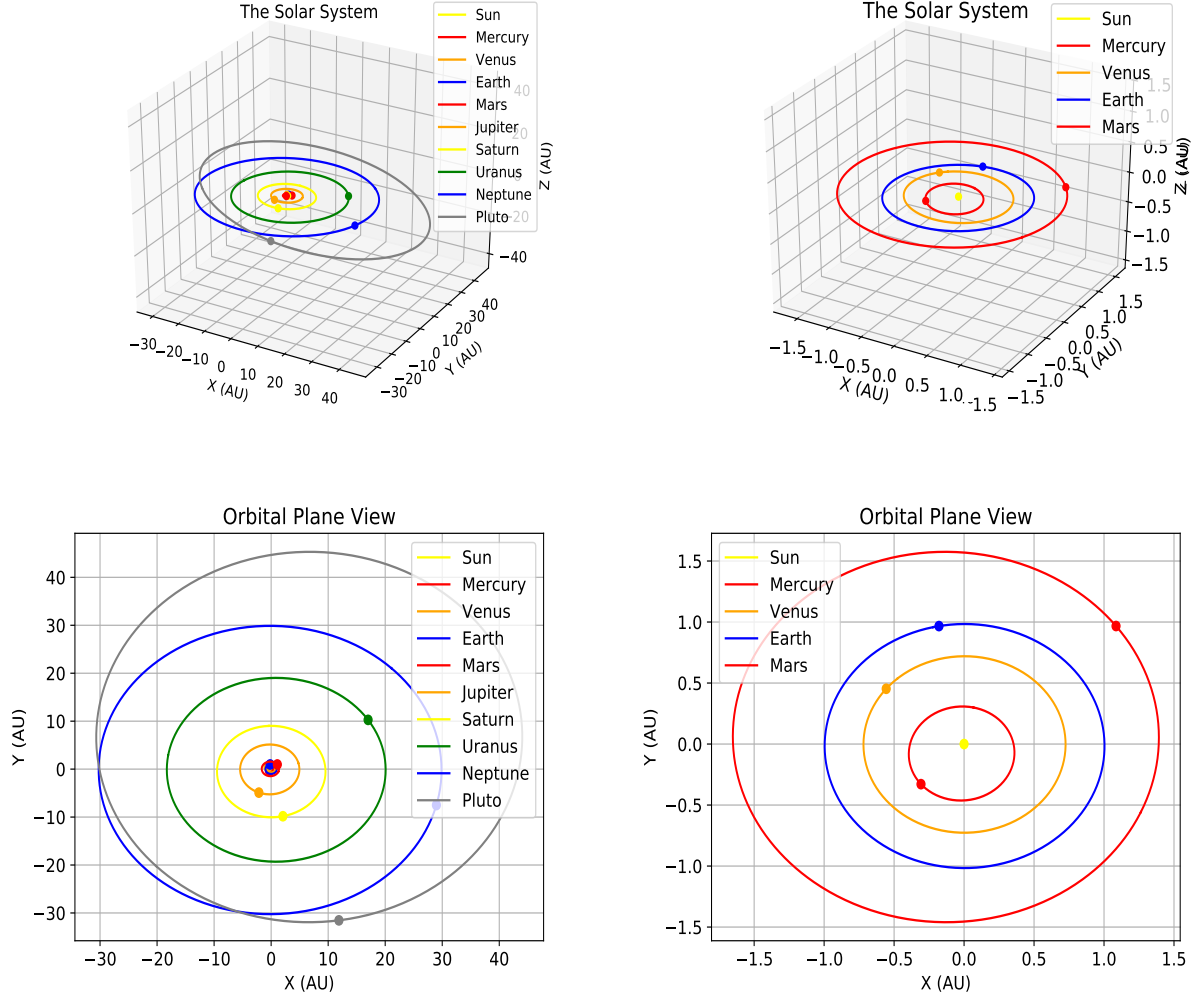 The Solar System
Sun
Mercury
Venus
Earth
Mars
Jupiter
Saturn
Uranus
Neptune
Pluto
40
20
−20
−40
Z (AU)
−30
−20
−10
0
10
20
30
40
X (AU)
−30
−20
−10
0
10
20
30
40
Y (AU)
The Solar System
Sun
Mercury
Venus
Earth
Mars
1.5
1.0
0.5
0.0
−0.5
−1.0
−1.5
−1.5
−1.0
−0.5
0.0
0.5
1.0
1.5
X (AU)
−1.5
−1.0
−0.5
0.0
0.5
1.0
1.5
Y (AU)
Orbital Plane View
Sun
Mercury
Venus
Earth
Mars
Jupiter
Saturn
Uranus
Neptune
Pluto
40
30
20
10
0
−10
−20
−30
Y (AU)
−30 −20 −10 0 10 20 30 40
X (AU)
Orbital Plane View
Sun
Mercury
Venus
Earth
Mars
1.5
1.0
0.5
0.0
−0.5
−1.0
−1.5
Y (AU)
−1.5 −1.0 −0.5 0.0 0.5 1.0 1.5
X (AU)